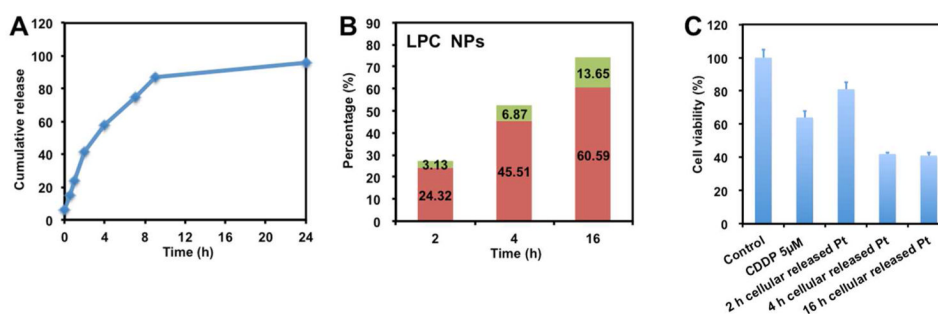 A
120
100
80
60
40
20
0
Cumulative release
0 4 8 12 16 20 24
Time (h)
B
LPC NPs
90
80
70
60
50
40
30
20
10
0
Percentage (%)
3.13
24.32
6.87
45.51
13.65
60.59
2 4 16
Time (h)
C
120
100
80
60
40
20
0
Cell viability (%)
Control
CDDP 5µM
2 h cellular released Pt
4 h cellular released Pt
16 h cellular released Pt